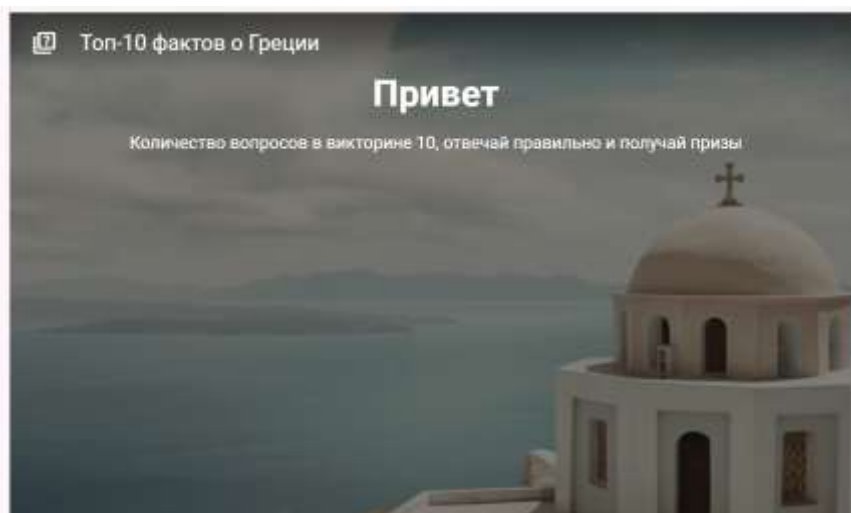 Топ-10 фактов о Греции
Привет
Количество вопросов в викторине 10, отвечай правильно и получай призы